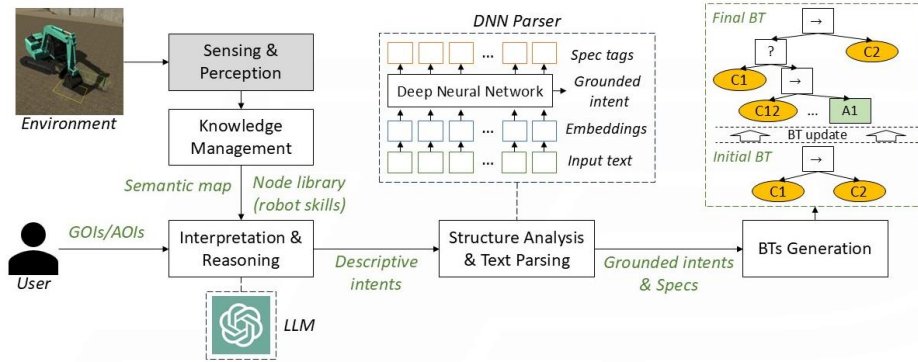 Environment
Sensing &
Perception
Knowledge
Management
Semantic map
Node library
(robot skills)
User
GOIs/AOIs
Interpretation &
Reasoning
LLM
Descriptive
intents
DNN Parser
Spec tags
...
Deep Neural Network
Grounded
intent
Embeddings
...
Input text
...
Structure Analysis
& Text Parsing
Grounded intents
& Specs
BTs Generation
Final BT
→
?
C2
C1
→
C12
...
A1
BT update
Initial BT
→
C1
C2